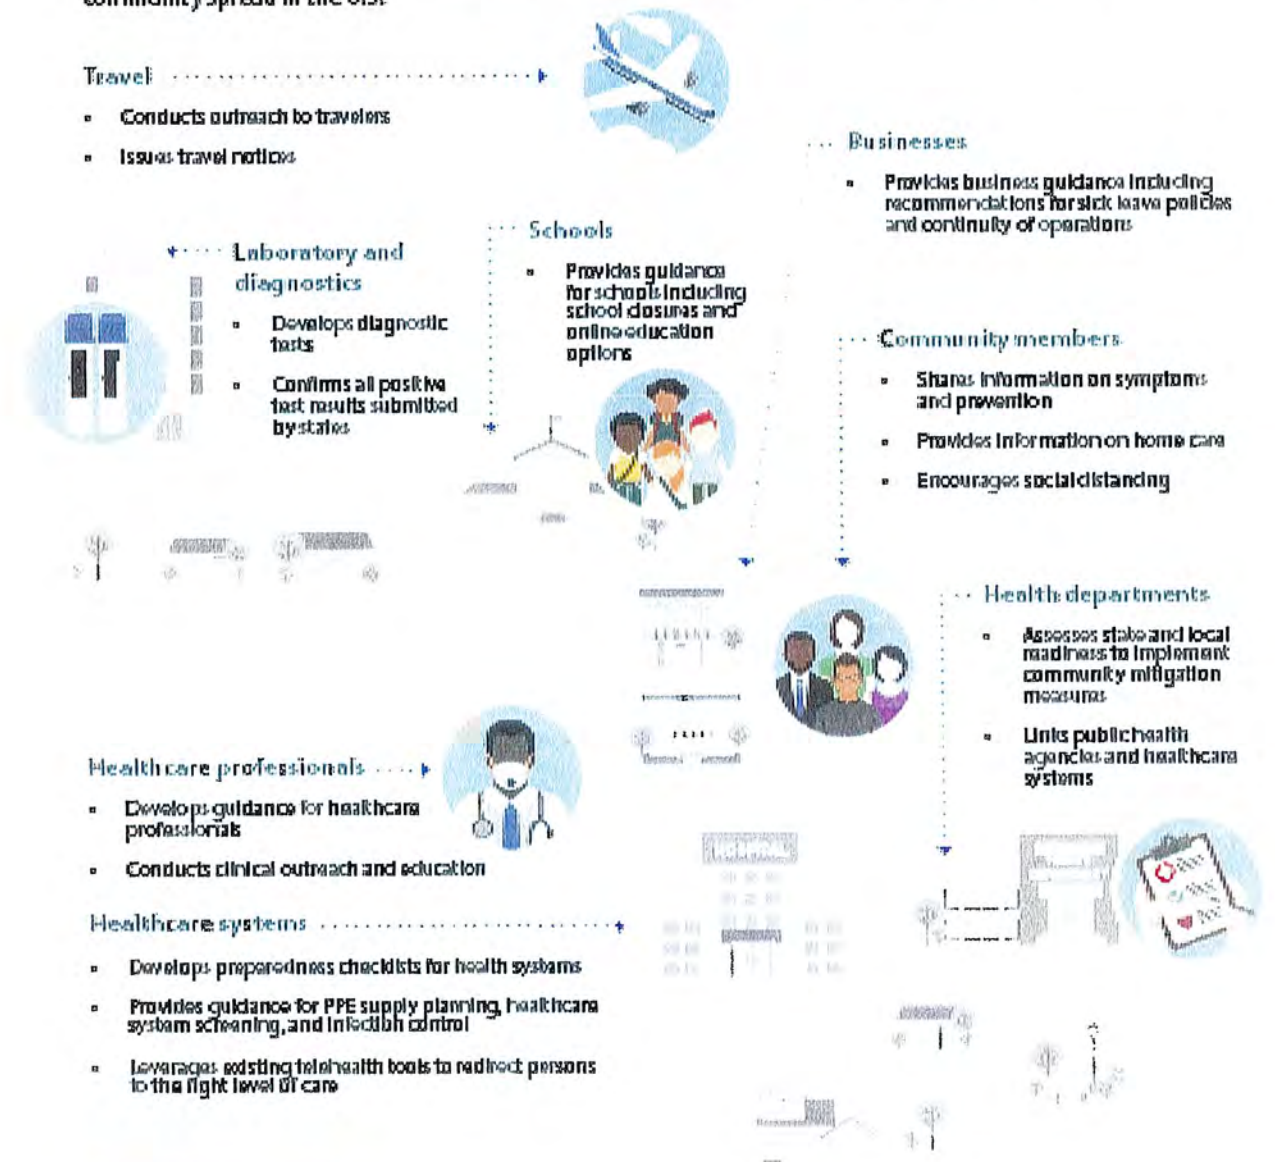 community spread in the U.S.
Travel
▪ Conducts outreach to travelers
▪ Issues travel notices
Businesses
▪ Provides business guidance including
recommendations for sick leave policies
and continuity of operations
Schools
▪ Provides guidance
for schools including
school closures and
online education
options
Laboratory and
diagnostics
▪ Develops diagnostic
tests
▪ Confirms all positive
test results submitted
by states
Community members
▪ Shares information on symptoms
and prevention
▪ Provides information on home care
▪ Encourages social distancing
Health departments
▪ Assesses state and local
readiness to implement
community mitigation
measures
▪ Links public health
agencies and healthcare
systems
Healthcare professionals
▪ Develops guidance for healthcare
professionals
▪ Conducts clinical outreach and education
HOSPITAL
Healthcare systems
▪ Develops preparedness checklists for health systems
▪ Provides guidance for PPE supply planning, healthcare
system screening, and infection control
▪ Leverages existing telehealth tools to redirect persons
to the right level of care